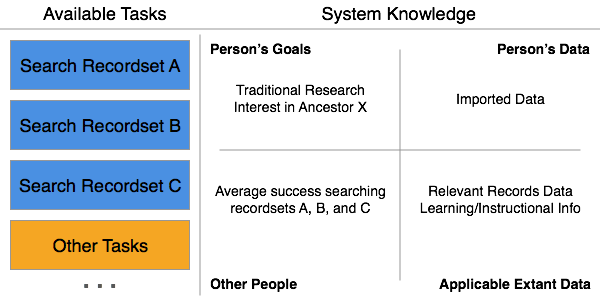 Available Tasks
System Knowledge
Search Recordset A
Search Recordset B
Search Recordset C
Other Tasks
. . .
Person's Goals
Traditional Research
Interest in Ancestor X
Person's Data
Imported Data
Average success searching
recordsets A, B, and C
Other People
Relevant Records Data
Learning/Instructional Info
Applicable Extant Data